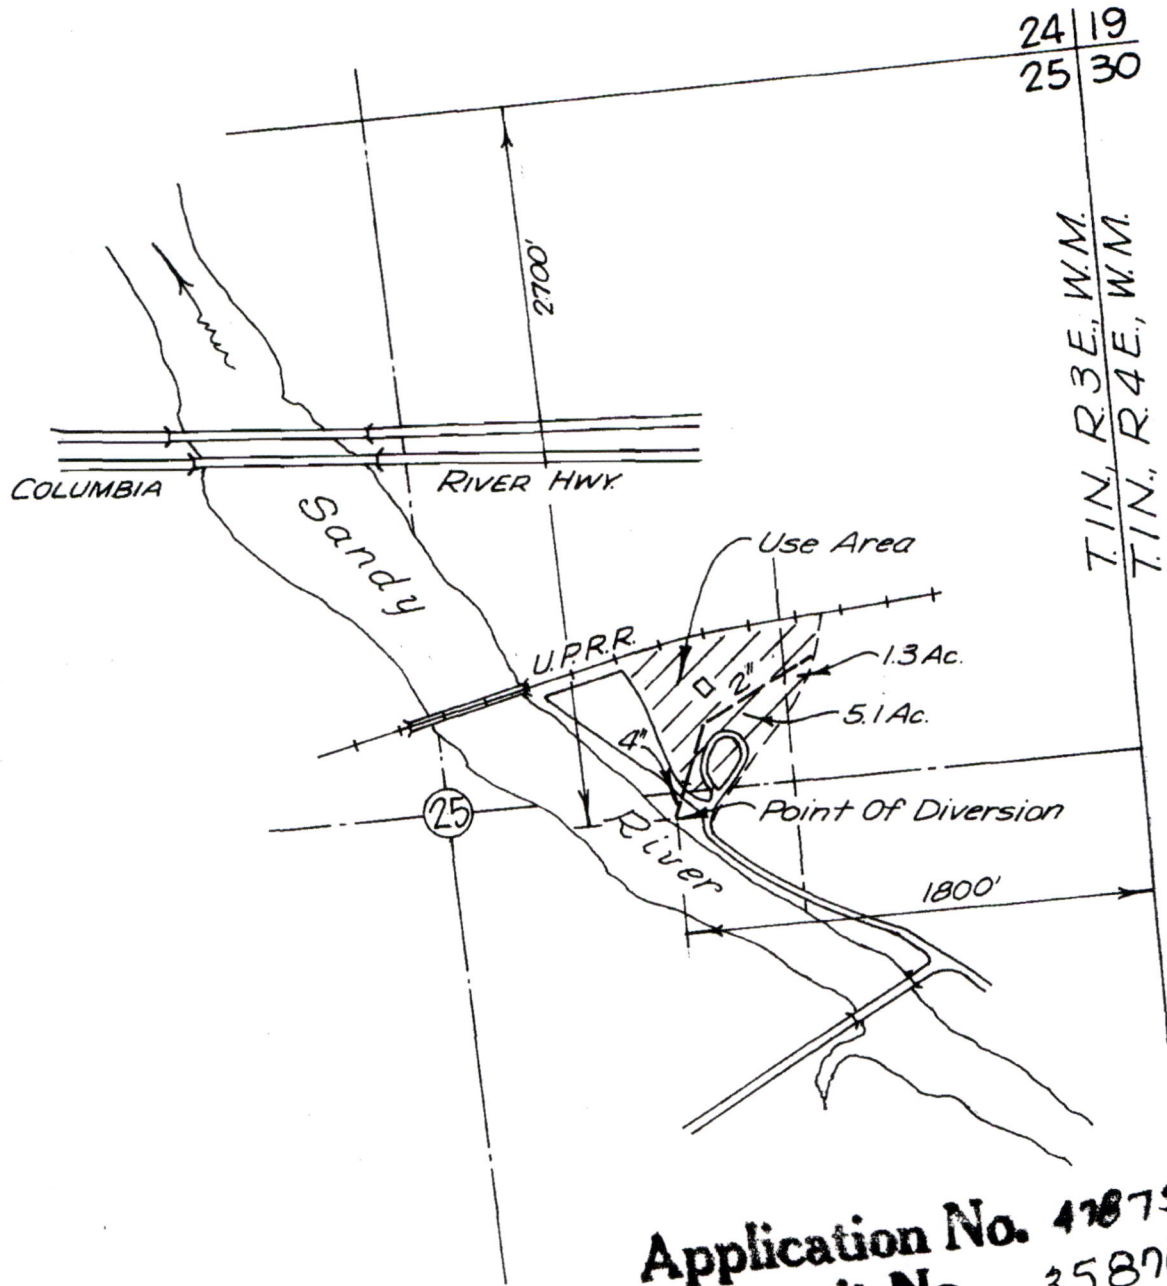 24 19
25 30
2700'
T.1N., R.3E., W.M.
T.1N., R.4E., W.M.
COLUMBIA RIVER HWY.
Sandy
Use Area
U.P.R.R.
2"
1.3 Ac.
5.1 Ac.
4"
25
Point Of Diversion
River
1800'
Application No.
No.